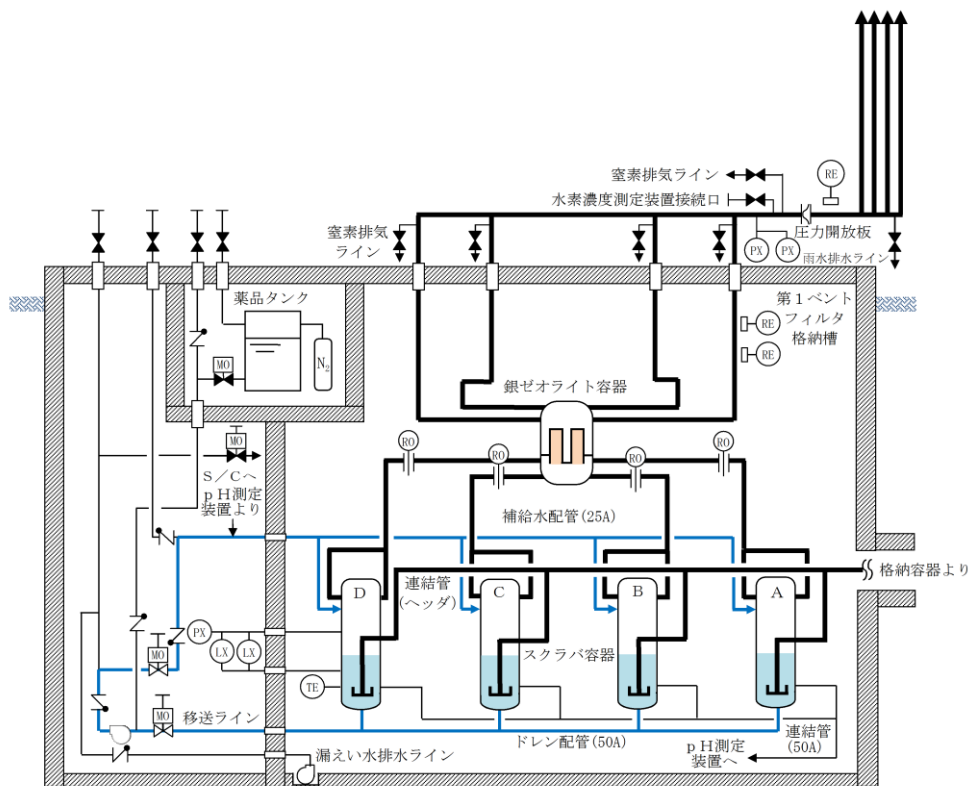 窒素排気ライン
RE
水素濃度測定装置接続口
窒素排気
ライン
圧力開放板
PX
PX
雨水排水ライン
薬品タンク
第１ベント
フィルタ
格納槽
RE
RE
MO
N2
銀ゼオライト容器
MO
RO
RO
RO
RO
S／Cへ
ｐH測定
装置より
補給水配管(25A)
連結管
(ヘッダ)
格納容器より
D
C
B
A
PX
LX
LX
MO
スクラバ容器
TE
MO
移送ライン
ドレン配管(50A)
連結管
(50A)
ｐH測定
装置へ
漏えい水排水ライン